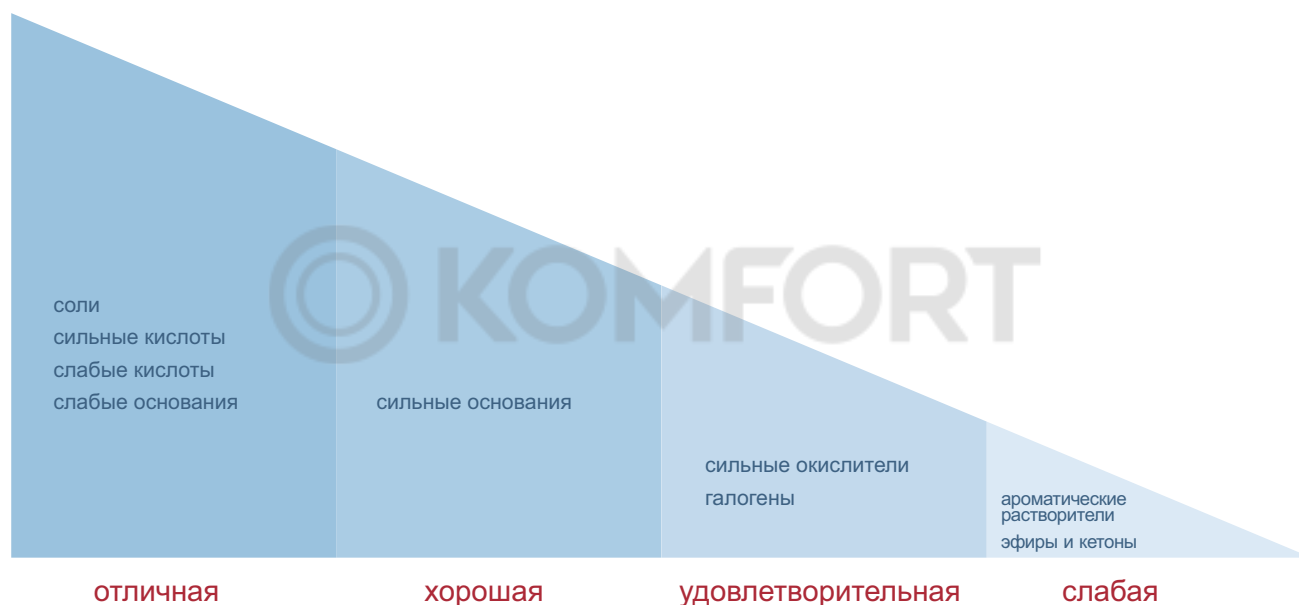 KOMFORT
соли
сильные кислоты
слабые кислоты
слабые основания
сильные основания
сильные окислители
галогены
ароматические
растворители
эфиры и кетоны
отличная
хорошая
удовлетворительная
слабая